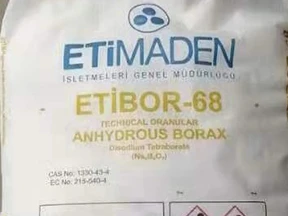 ETiMADEN
İŞLETMELERİ GENEL MÜDÜRLÜĞÜ
ETİBOR-68
TECHNICAL GRANULAR
ANHYDROUS BORAX
Disodium Tetraborate
(Na₂B₄O₇)
CAS No: 1330-43-4
EC No: 215-540-4